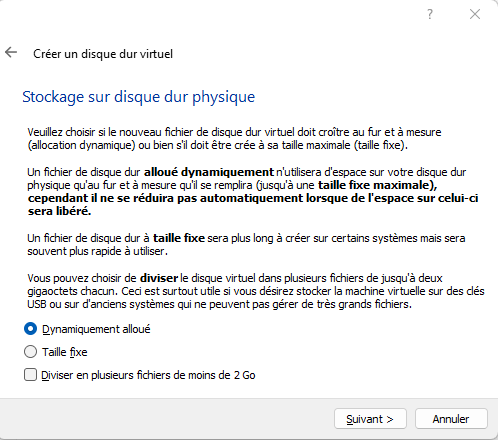 ?
Créer un disque dur virtuel
Stockage sur disque dur physique
Veuillez choisir si le nouveau fichier de disque dur virtuel doit croître au fur et à mesure
(allocation dynamique) ou bien s'il doit être crée à sa taille maximale (taille fixe).
Un fichier de disque dur alloué dynamiquement n'utilisera d'espace sur votre disque dur
physique qu'au fur et à mesure qu'il se remplira (jusqu'à une taille fixe maximale),
cependant il ne se réduira pas automatiquement lorsque de l'espace sur celui-ci
sera libéré.
Un fichier de disque dur à taille fixe sera plus long à créer sur certains systèmes mais sera
souvent plus rapide à utiliser.
Vous pouvez choisir de diviser le disque virtuel dans plusieurs fichiers de jusqu'à deux
gigaoctets chacun. Ceci est surtout utile si vous désirez stocker la machine virtuelle sur des clés
USB ou sur d'anciens systèmes qui ne peuvent pas gérer de très grands fichiers.
Dynamiquement alloué
Taille fixe
Diviser en plusieurs fichiers de moins de 2 Go
Suivant > Annuler